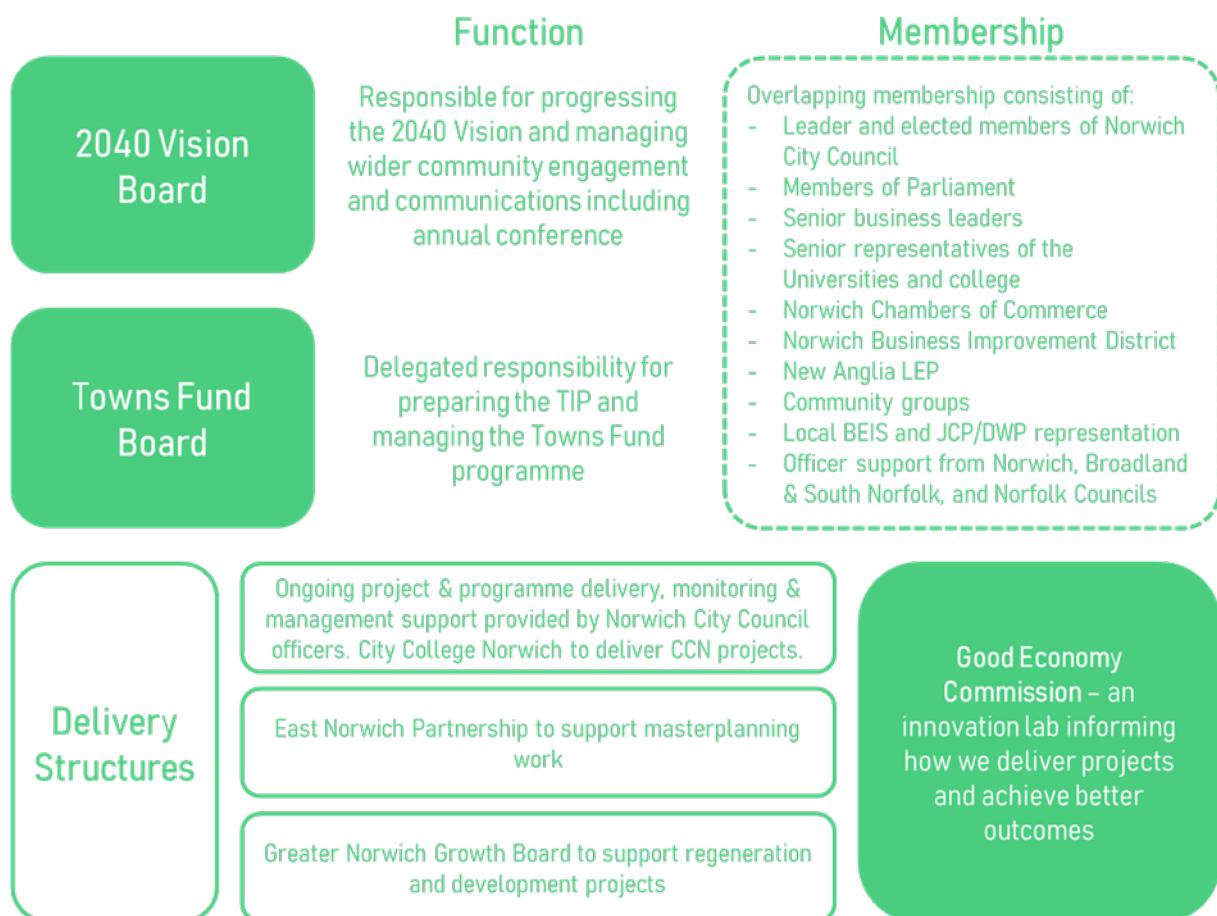 Function
Membership
2040 Vision
Board
Responsible for progressing
the 2040 Vision and managing
wider community engagement
and communications including
annual conference
Overlapping membership consisting of:
- Leader and elected members of Norwich
City Council
- Members of Parliament
- Senior business leaders
- Senior representatives of the
Universities and college
- Norwich Chambers of Commerce
- Norwich Business Improvement District
- New Anglia LEP
- Community groups
- Local BEIS and JCP/DWP representation
- Officer support from Norwich, Broadland
& South Norfolk, and Norfolk Councils
Towns Fund
Board
Delegated responsibility for
preparing the TIP and
managing the Towns Fund
programme
Delivery
Structures
Ongoing project & programme delivery, monitoring &
management support provided by Norwich City Council
officers. City College Norwich to deliver CCN projects.
East Norwich Partnership to support masterplanning
work
Greater Norwich Growth Board to support regeneration
and development projects
Good Economy
Commission – an
innovation lab informing
how we deliver projects
and achieve better
outcomes